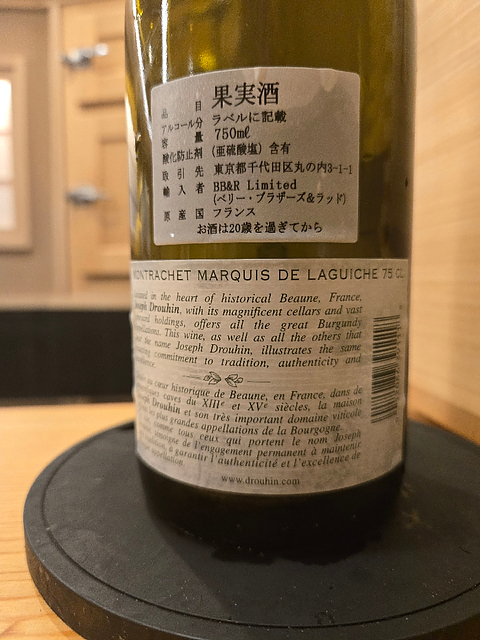 品 目 果実酒
アルコール分 ラベルに記載
容 量 750mℓ
酸化防止剤 (亜硫酸塩) 含有
取 引 先 東京都千代田区丸の内3-1-1
輸 入 者 BB&R Limited
(ベリー・ブラザーズ&ラッド)
原 産 国 フランス
お酒は20歳を過ぎてから
MONTRACHET MARQUIS DE LAGUICHE 75 CL
in the heart of historical Beaune, France,
Joseph Drouhin, with its magnificent cellars and vast
holdings, offers all the great Burgundy
This wine, as well as all the others that
the name Joseph Drouhin, illustrates the same
commitment to tradition, authenticity and
cœur historique de Beaune, en France, dans de
caves du XIIIᵉ et XVᵉ siècles, la maison
Drouhin et son très important domaine viticole
les plus grandes appellations de la Bourgogne.
comme tous ceux qui portent le nom Joseph
témoigne de l'engagement permanent à maintenir
tradition, à garantir l'authenticité et l'excellence de
appellation.
www.drouhin.com